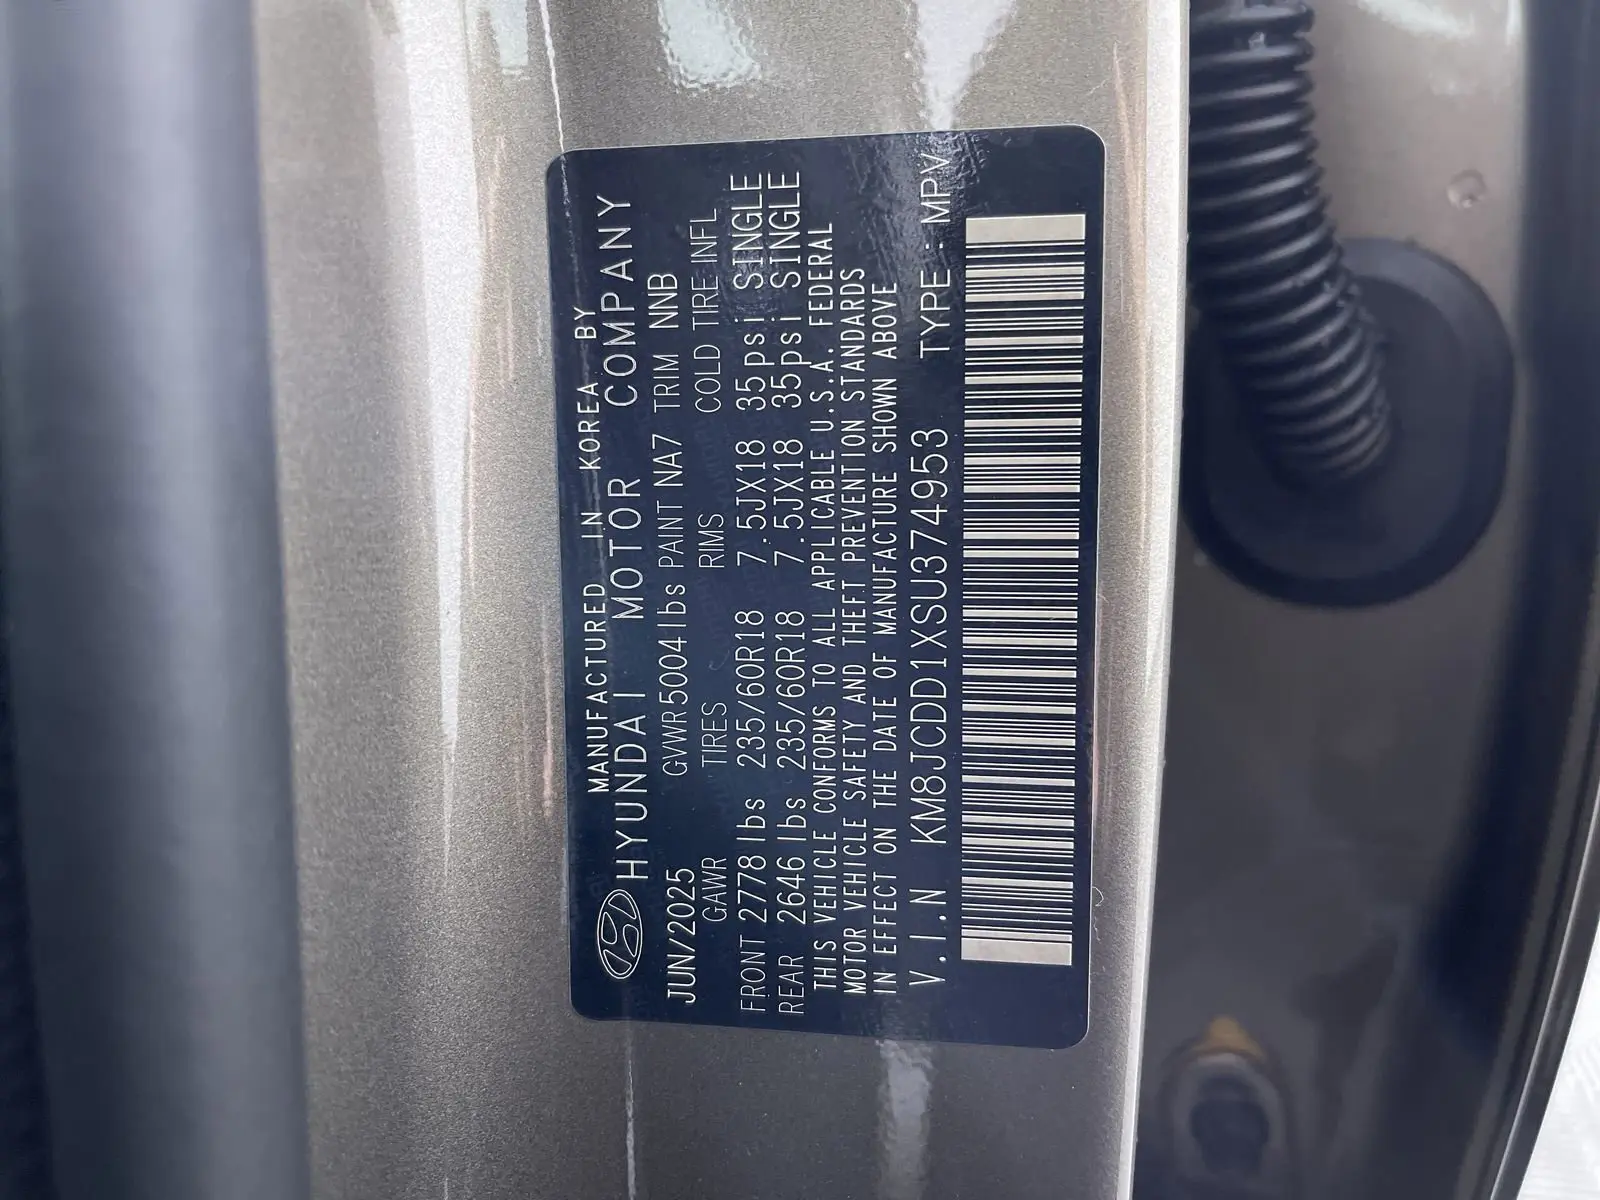 MANUFACTURED IN KOREA BY
HYUNDAI MOTOR COMPANY
JUN/2025 GVWR 5004 lbs PAINT NA7 TRIM NNB
GAWR TIRES RIMS COLD TIRE INFL
FRONT 2778 lbs 235/60R18 7.5JX18 35psi SINGLE
REAR 2646 lbs 235/60R18 7.5JX18 35psi SINGLE
THIS VEHICLE CONFORMS TO ALL APPLICABLE U.S.A. FEDERAL
MOTOR VEHICLE SAFETY AND THEFT PREVENTION STANDARDS
IN EFFECT ON THE DATE OF MANUFACTURE SHOWN ABOVE
V.I.N KM8JCDD1XSU374953 TYPE : MPV